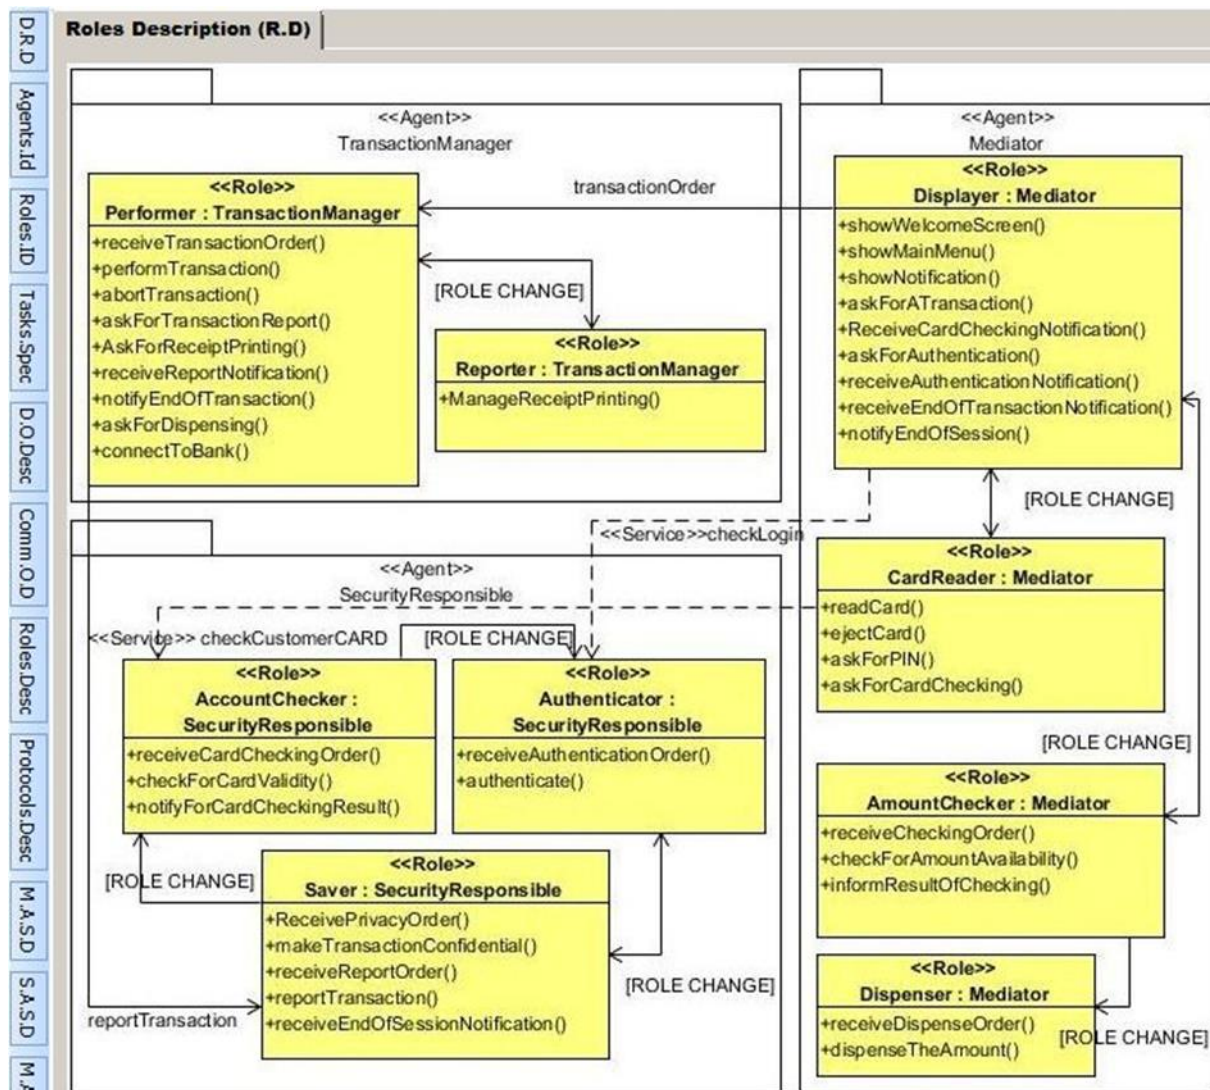 D.R.D
Agents.Id
Roles.ID
Tasks.Spec
D.O.Desc
Comm.O.D
Roles.Desc
Protocols.Desc
M.A.S.D
S.A.S.D
Roles Description (R.D)
<<Agent>>
TransactionManager
<<Role>>
Performer : TransactionManager
+receiveTransactionOrder()
+performTransaction()
+abortTransaction()
+askForTransactionReport()
+AskForReceiptPrinting()
+receiveReportNotification()
+notifyEndOfTransaction()
+askForDispensing()
+connectToBank()
transactionOrder
[ROLE CHANGE]
<<Role>>
Reporter : TransactionManager
+ManageReceiptPrinting()
<<Agent>>
Mediator
<<Role>>
Displayer : Mediator
+showWelcomeScreen()
+showMainMenu()
+showNotification()
+askForATransaction()
+ReceiveCardCheckingNotification()
+askForAuthentication()
+receiveAuthenticationNotification()
+receiveEndOfTransactionNotification()
+notifyEndOfSession()
[ROLE CHANGE]
<<Service>>checkLogin
<<Role>>
CardReader : Mediator
+readCard()
+ejectCard()
+askForPIN()
+askForCardChecking()
[ROLE CHANGE]
<<Role>>
AmountChecker : Mediator
+receiveCheckingOrder()
+checkForAmountAvailability()
+informResultOfChecking()
<<Role>>
Dispenser : Mediator
+receiveDispenseOrder()
+dispenseTheAmount()
[ROLE CHANGE]
<<Agent>>
SecurityResponsible
<<Service>> checkCustomerCARD
[ROLE CHANGE]
<<Role>>
AccountChecker :
SecurityResponsible
+receiveCardCheckingOrder()
+checkForCardValidity()
+notifyForCardCheckingResult()
<<Role>>
Authenticator :
SecurityResponsible
+receiveAuthenticationOrder()
+authenticate()
[ROLE CHANGE]
<<Role>>
Saver : SecurityResponsible
+ReceivePrivacyOrder()
+makeTransactionConfidential()
+receiveReportOrder()
+reportTransaction()
+receiveEndOfSessionNotification()
[ROLE CHANGE]
reportTransaction